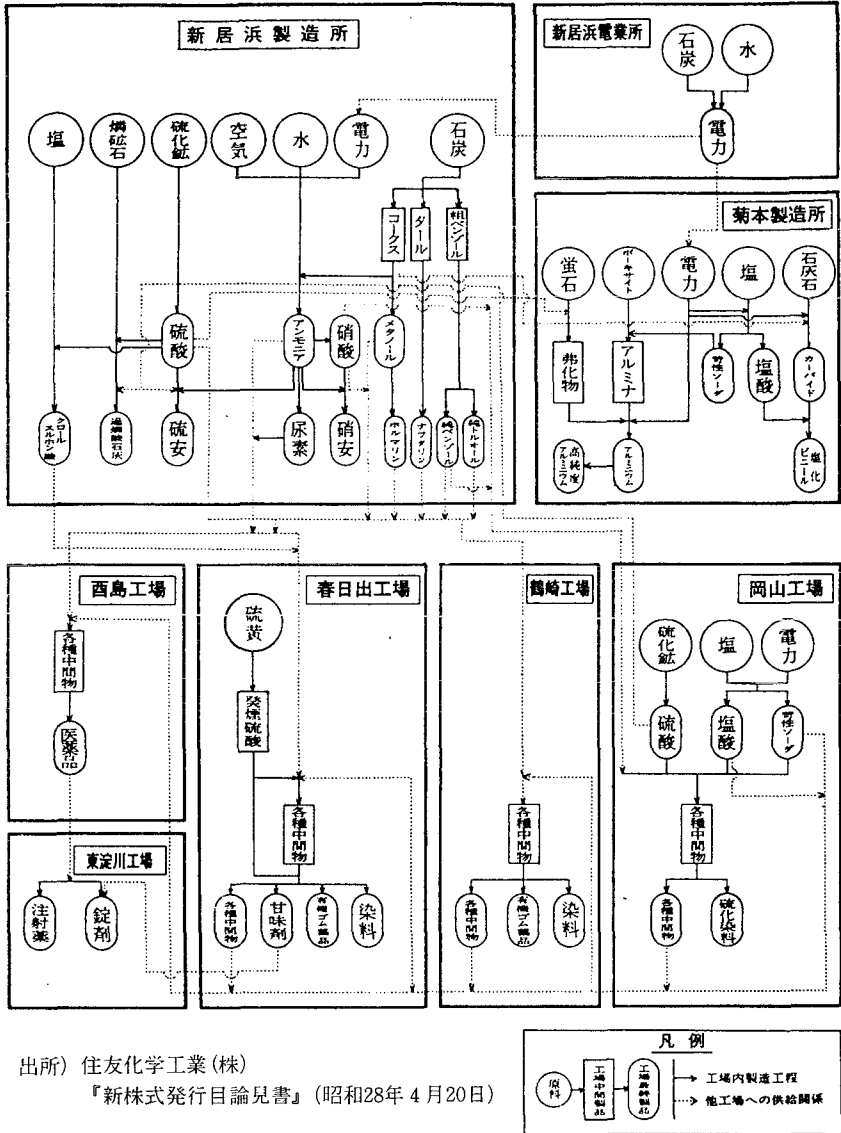 新居浜製造所
塩
燐砿石
硫化鉱
空気
水
電力
石炭
コークス
タール
粗ベンゾール
硫酸
アンモニア
硝酸
メタノール
クロールスルホン酸
過燐酸石灰
硫安
尿素
硝安
ホルマリン
ナフタリン
純ベンゾール
純トルオール
新居浜電業所
石炭
水
電力
菊本製造所
蛍石
ボーキサイト
電力
塩
石灰石
弗化物
アルミナ
苛性ソーダ
塩酸
カーバイド
高純度アルミニウム
アルミニウム
塩化ビニール
酉島工場
各種中間物
医薬品
東淀川工場
注射薬
錠剤
春日出工場
硫黄
発煙硫酸
各種中間物
各種中間物
甘味剤
有機ゴム薬品
染料
鶴崎工場
各種中間物
各種中間物
有機ゴム薬品
染料
岡山工場
硫化鉱
塩
電力
硫酸
塩酸
苛性ソーダ
各種中間物
各種中間物
硫化染料
出所) 住友化学工業(株)
『新株式発行目論見書』(昭和28年4月20日)
凡例
原料
工場中間製品
工場最終製品
工場内製造工程
他工場への供給関係